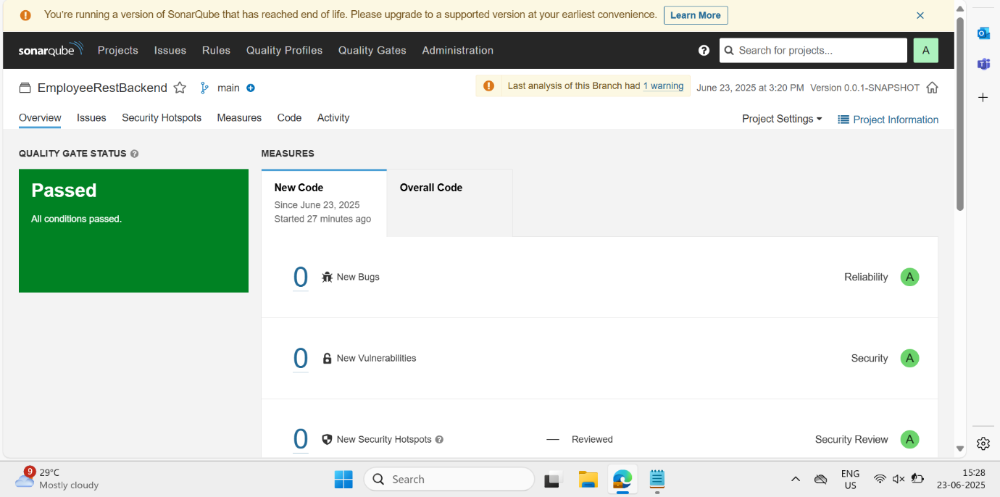 You're running a version of SonarQube that has reached end of life. Please upgrade to a supported version at your earliest convenience. Learn More
sonarqube Projects Issues Rules Quality Profiles Quality Gates Administration Search for projects... A
EmployeeRestBackend main Last analysis of this Branch had 1 warning June 23, 2025 at 3:20 PM Version 0.0.1-SNAPSHOT
Overview Issues Security Hotspots Measures Code Activity Project Settings Project Information
QUALITY GATE STATUS MEASURES
Passed
All conditions passed.
New Code
Since June 23, 2025
Started 27 minutes ago
Overall Code
0 New Bugs Reliability A
0 New Vulnerabilities Security A
0 New Security Hotspots — Reviewed Security Review A
9 29°C
Mostly cloudy
Search
ENG
US
15:28
23-06-2025